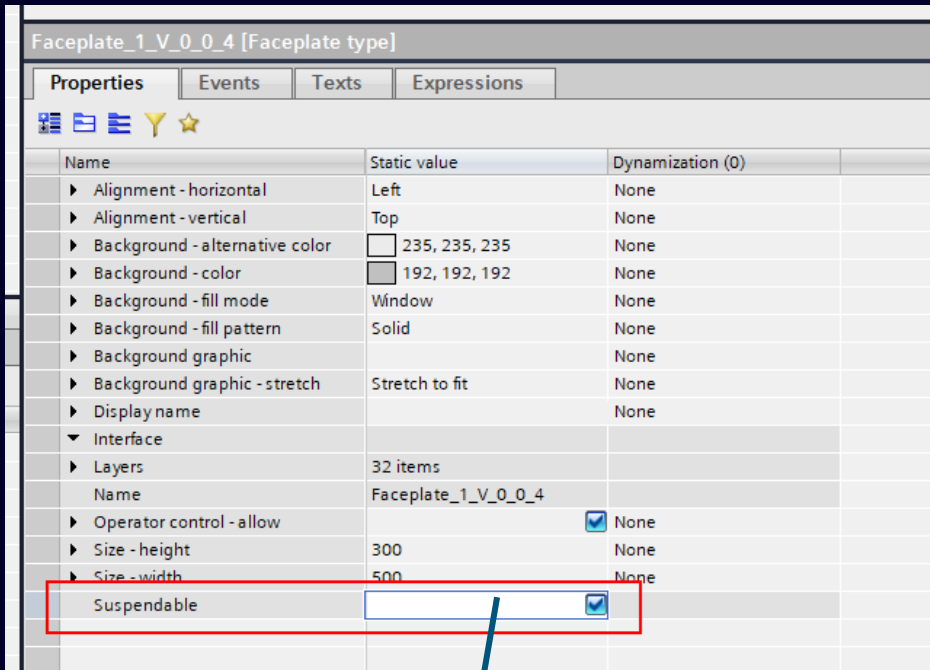 Faceplate_1_V_0_0_4 [Faceplate type]
Properties Events Texts Expressions
Name Static value Dynamization (0)
Alignment - horizontal Left None
Alignment - vertical Top None
Background - alternative color 235, 235, 235 None
Background - color 192, 192, 192 None
Background - fill mode Window None
Background - fill pattern Solid None
Background graphic None
Background graphic - stretch Stretch to fit None
Display name None
Interface
Layers 32 items
Name Faceplate_1_V_0_0_4
Operator control - allow None
Size - height 300 None
Size - width 500 None
Suspendable